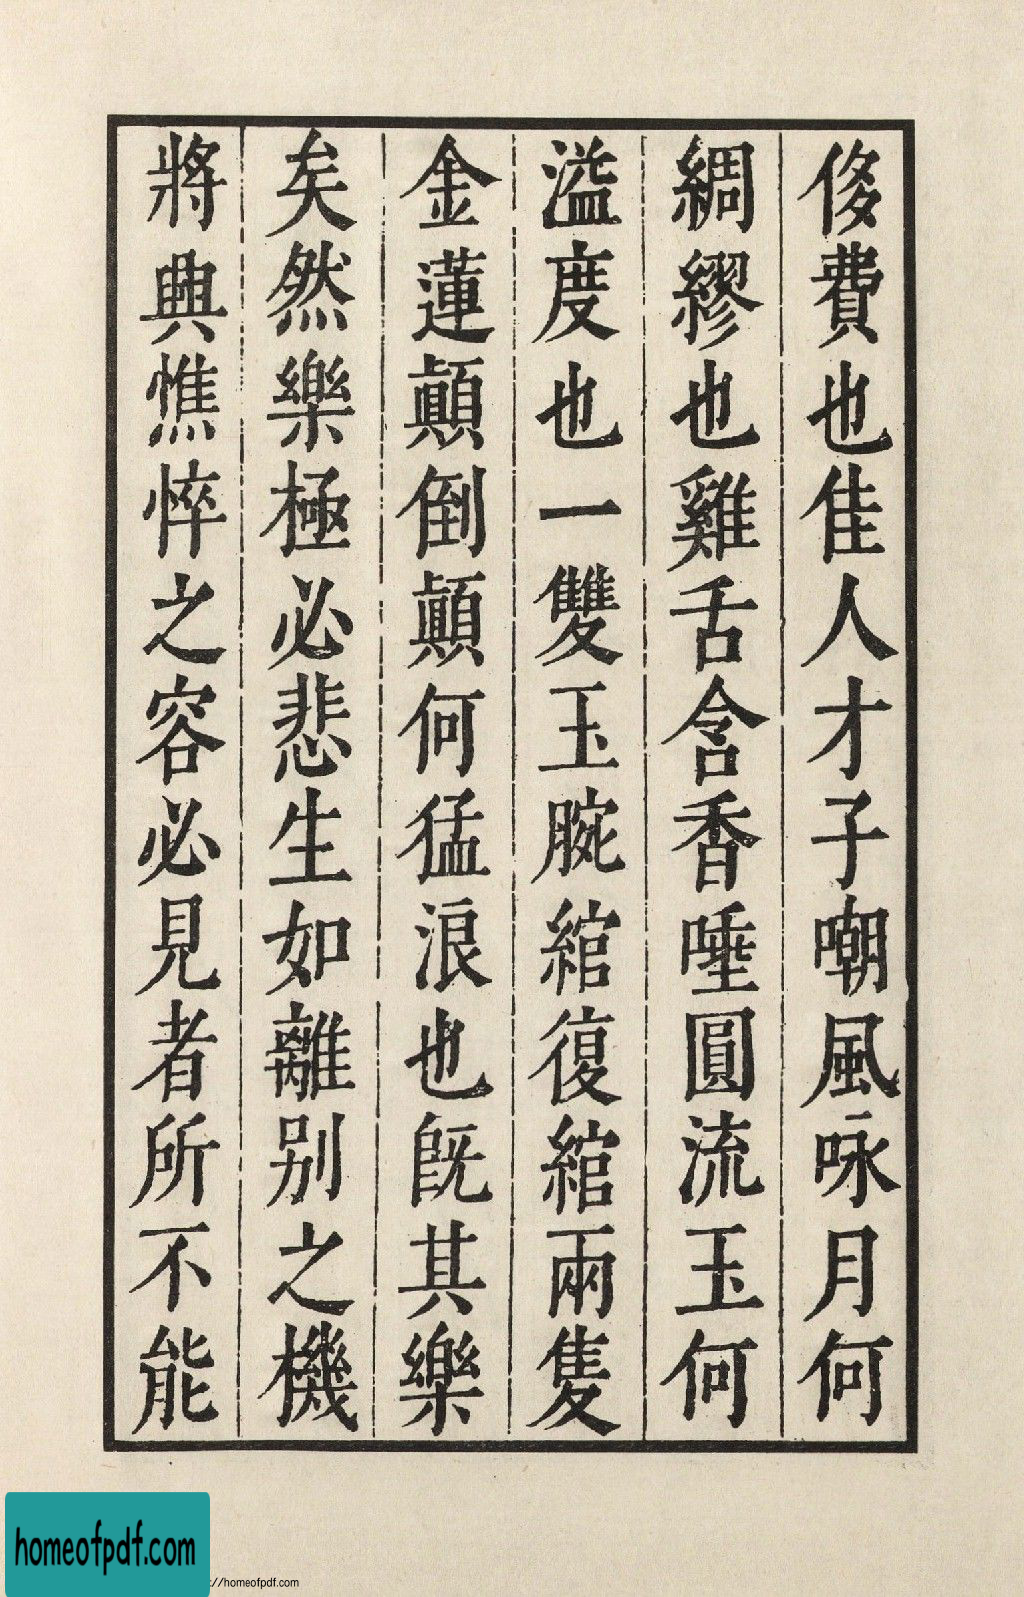 侈費也佳人才子嘲風咏月何
綢繆也雞舌含香唾圓流玉何
溢度也一雙玉腕綰復綰兩隻
金蓮顛倒顛何猛浪也旣其樂
矣然樂極必悲生如離别之機
將興憔悴之容必見者所不能
homeofpdf.com
://homeofpdf.com